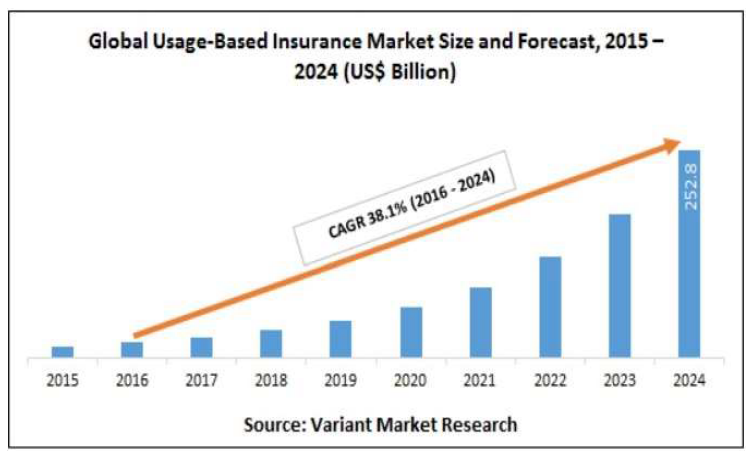 Global Usage-Based Insurance Market Size and Forecast, 2015 –
2024 (US$ Billion)
CAGR 38.1% (2016 - 2024)
252.8
2015 2016 2017 2018 2019 2020 2021 2022 2023 2024
Source: Variant Market Research